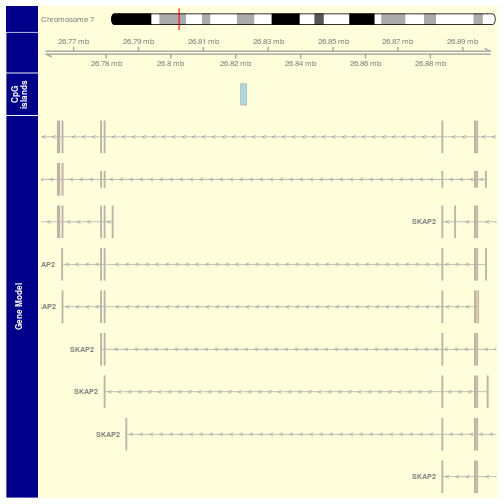 Chromosome 7
26.77 mb 26.79 mb 26.81 mb 26.83 mb 26.85 mb 26.87 mb 26.89 mb
26.78 mb 26.8 mb 26.82 mb 26.84 mb 26.86 mb 26.88 mb
CpG
islands
Gene Model
SKAP2
AP2
AP2
SKAP2
SKAP2
SKAP2
SKAP2